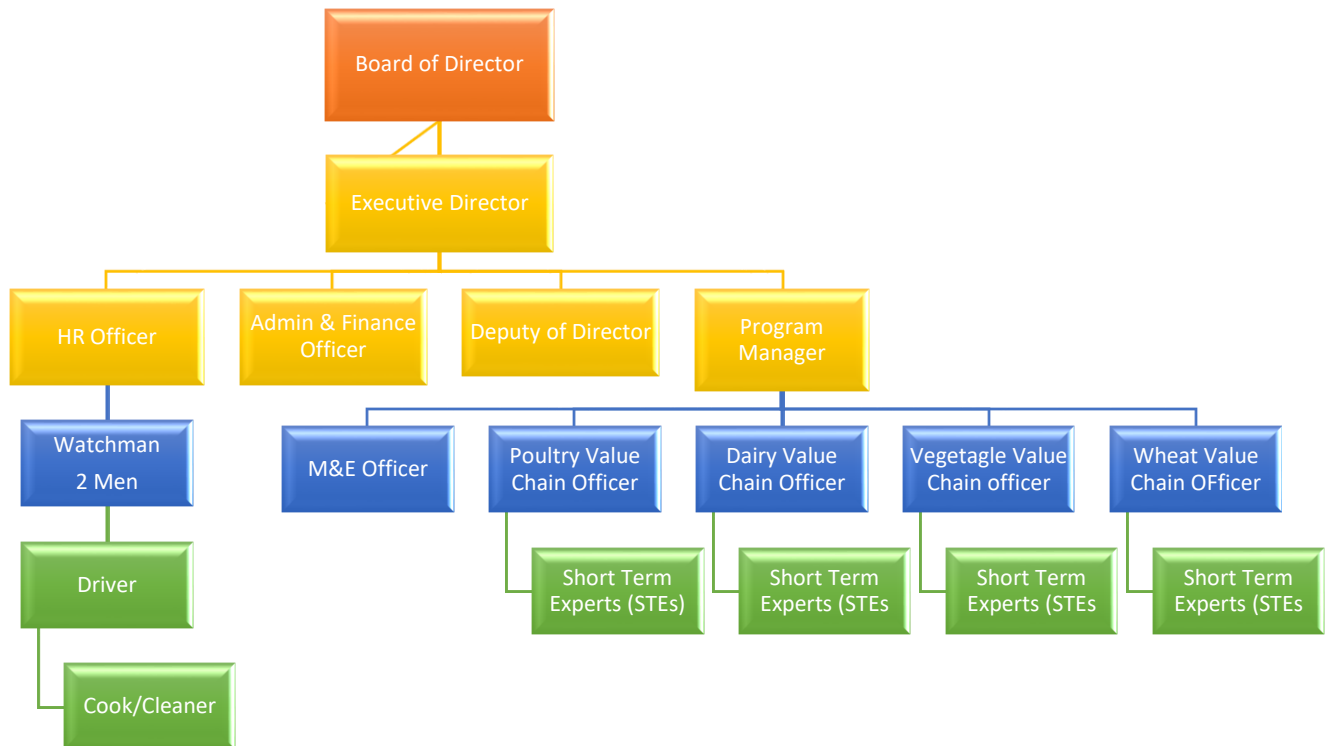 Board of Director
Executive Director
HR Officer
Admin & Finance
Officer
Deputy of Director
Program
Manager
Watchman
2 Men
M&E Officer
Poultry Value
Chain Officer
Dairy Value
Chain Officer
Vegetagle Value
Chain officer
Wheat Value
Chain OFficer
Driver
Short Term
Experts (STEs)
Short Term
Experts (STEs
Short Term
Experts (STEs
Short Term
Experts (STEs
Cook/Cleaner